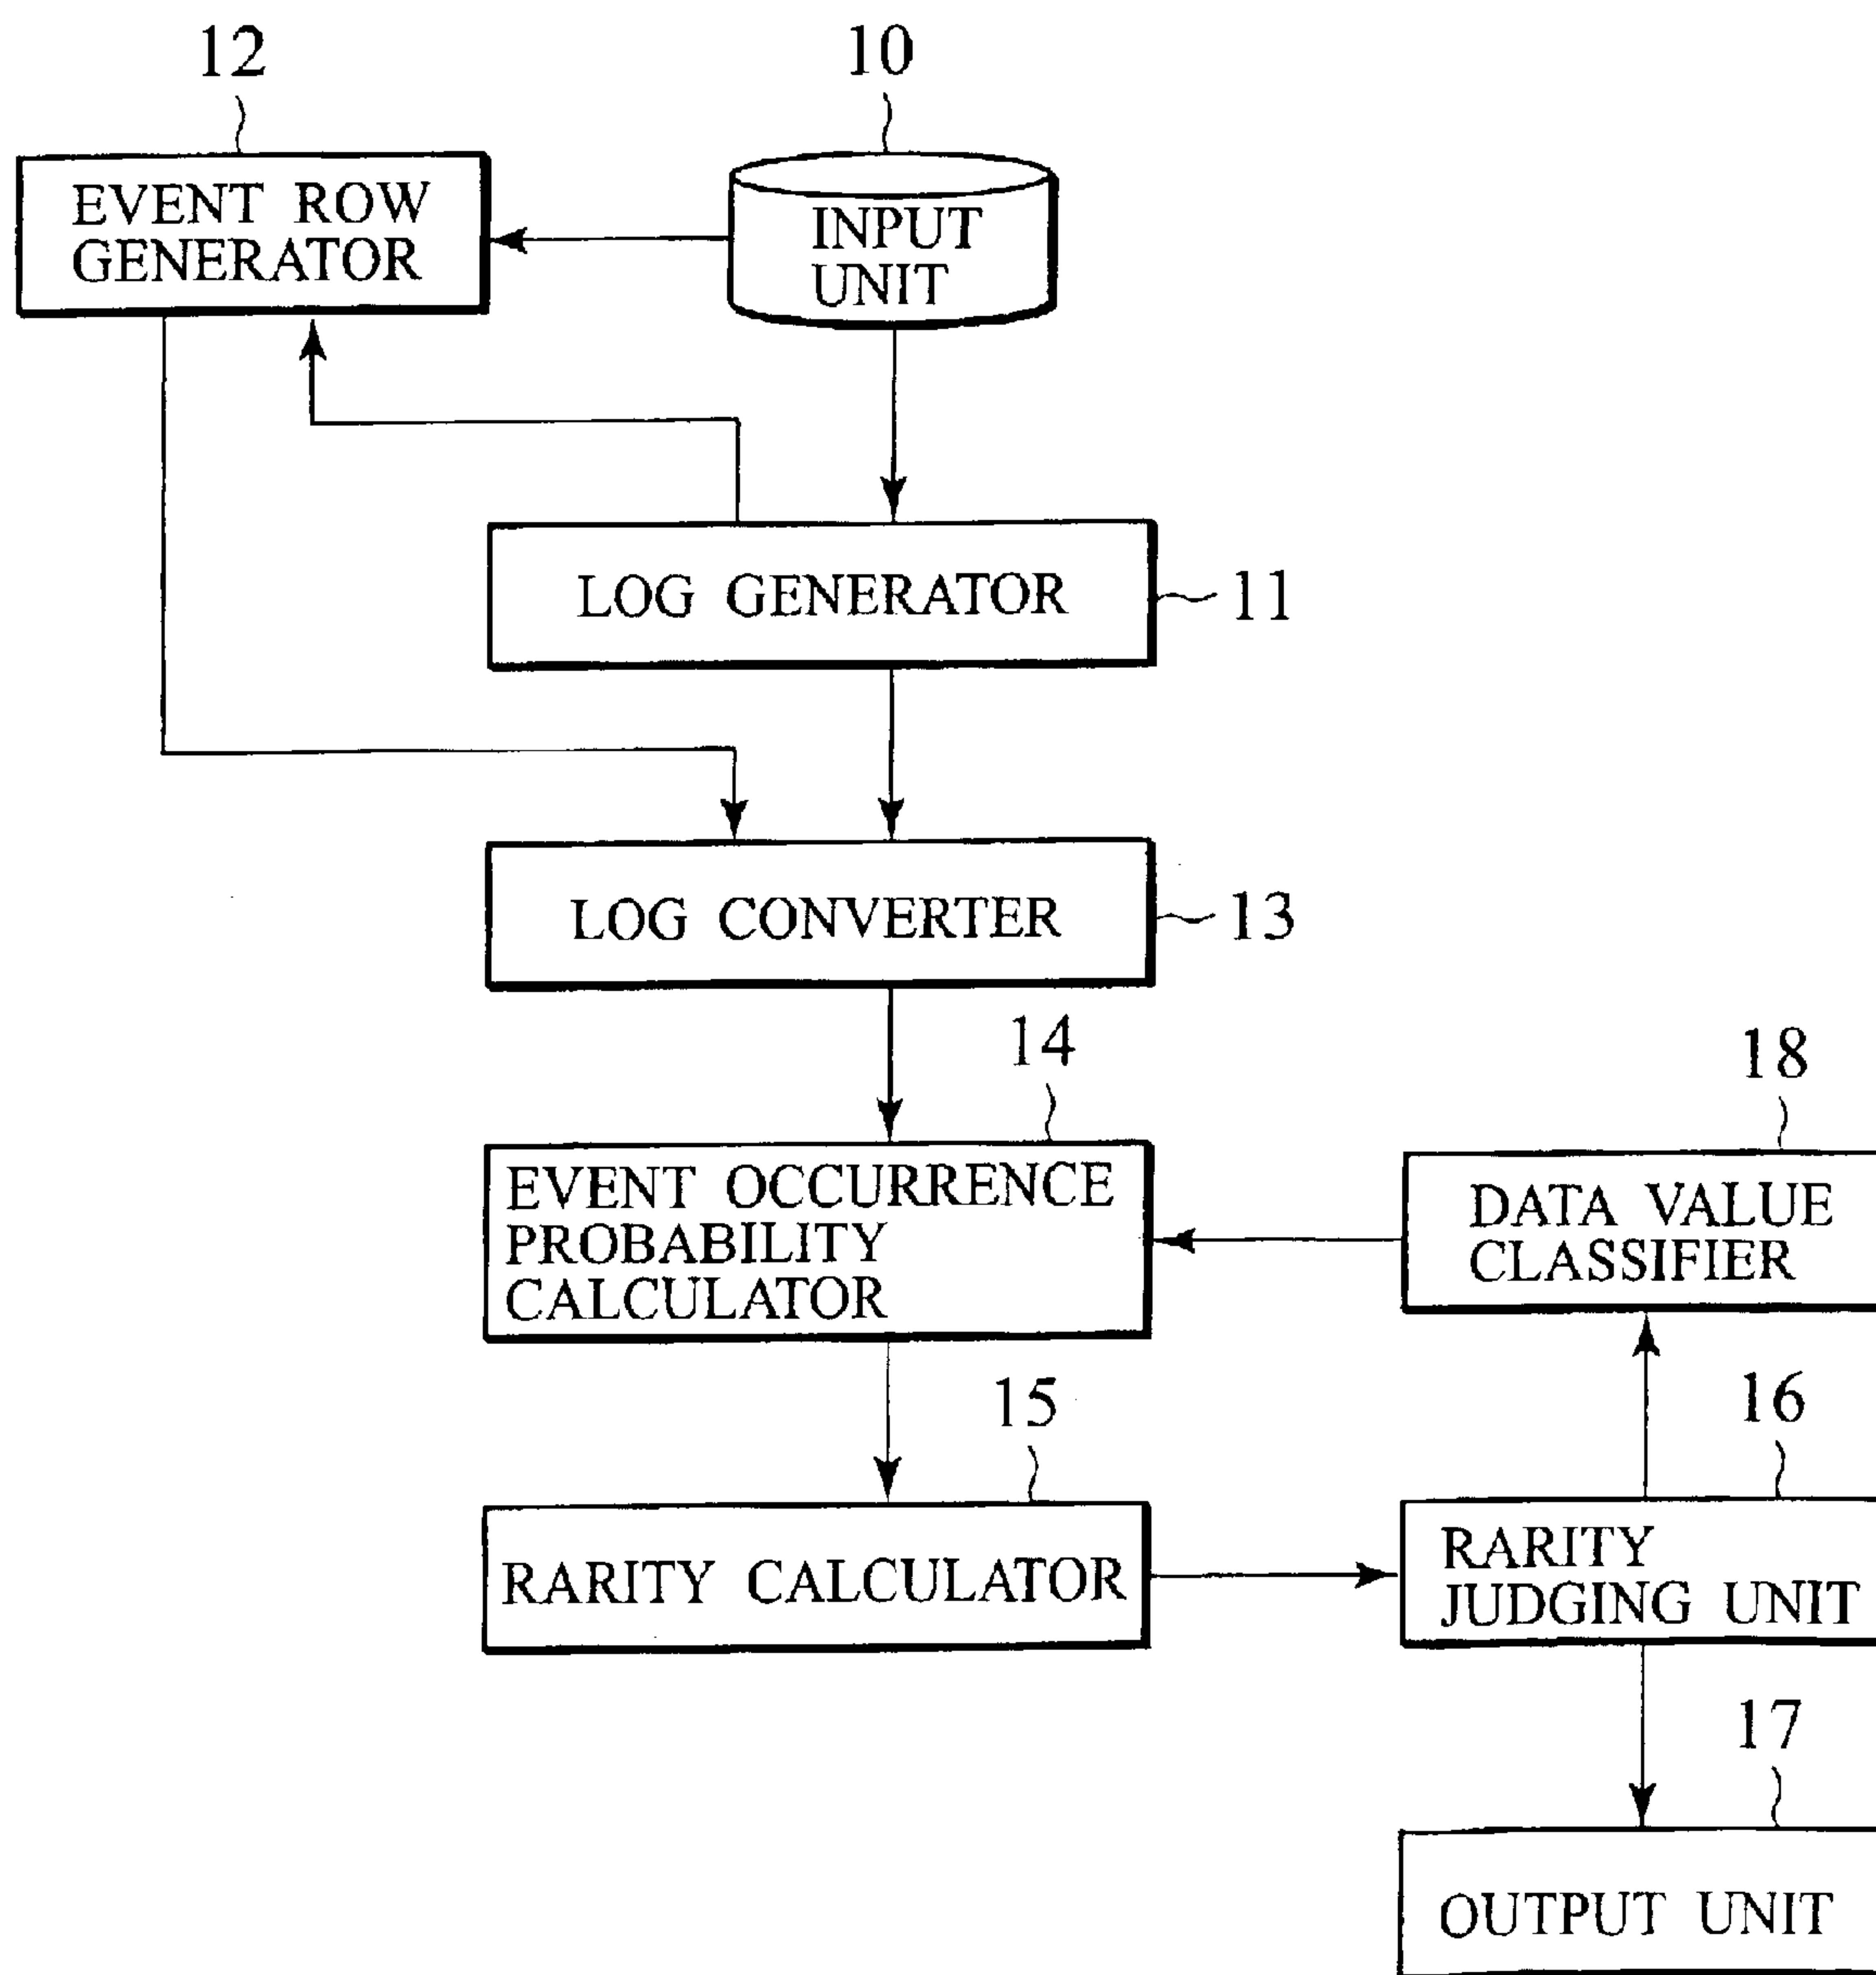 12
10
EVENT ROW
GENERATOR
INPUT
UNIT
LOG GENERATOR
11
LOG CONVERTER
13
14
18
EVENT OCCURRENCE
PROBABILITY
CALCULATOR
DATA VALUE
CLASSIFIER
15
16
RARITY CALCULATOR
RARITY
JUDGING UNIT
17
OUTPUT UNIT